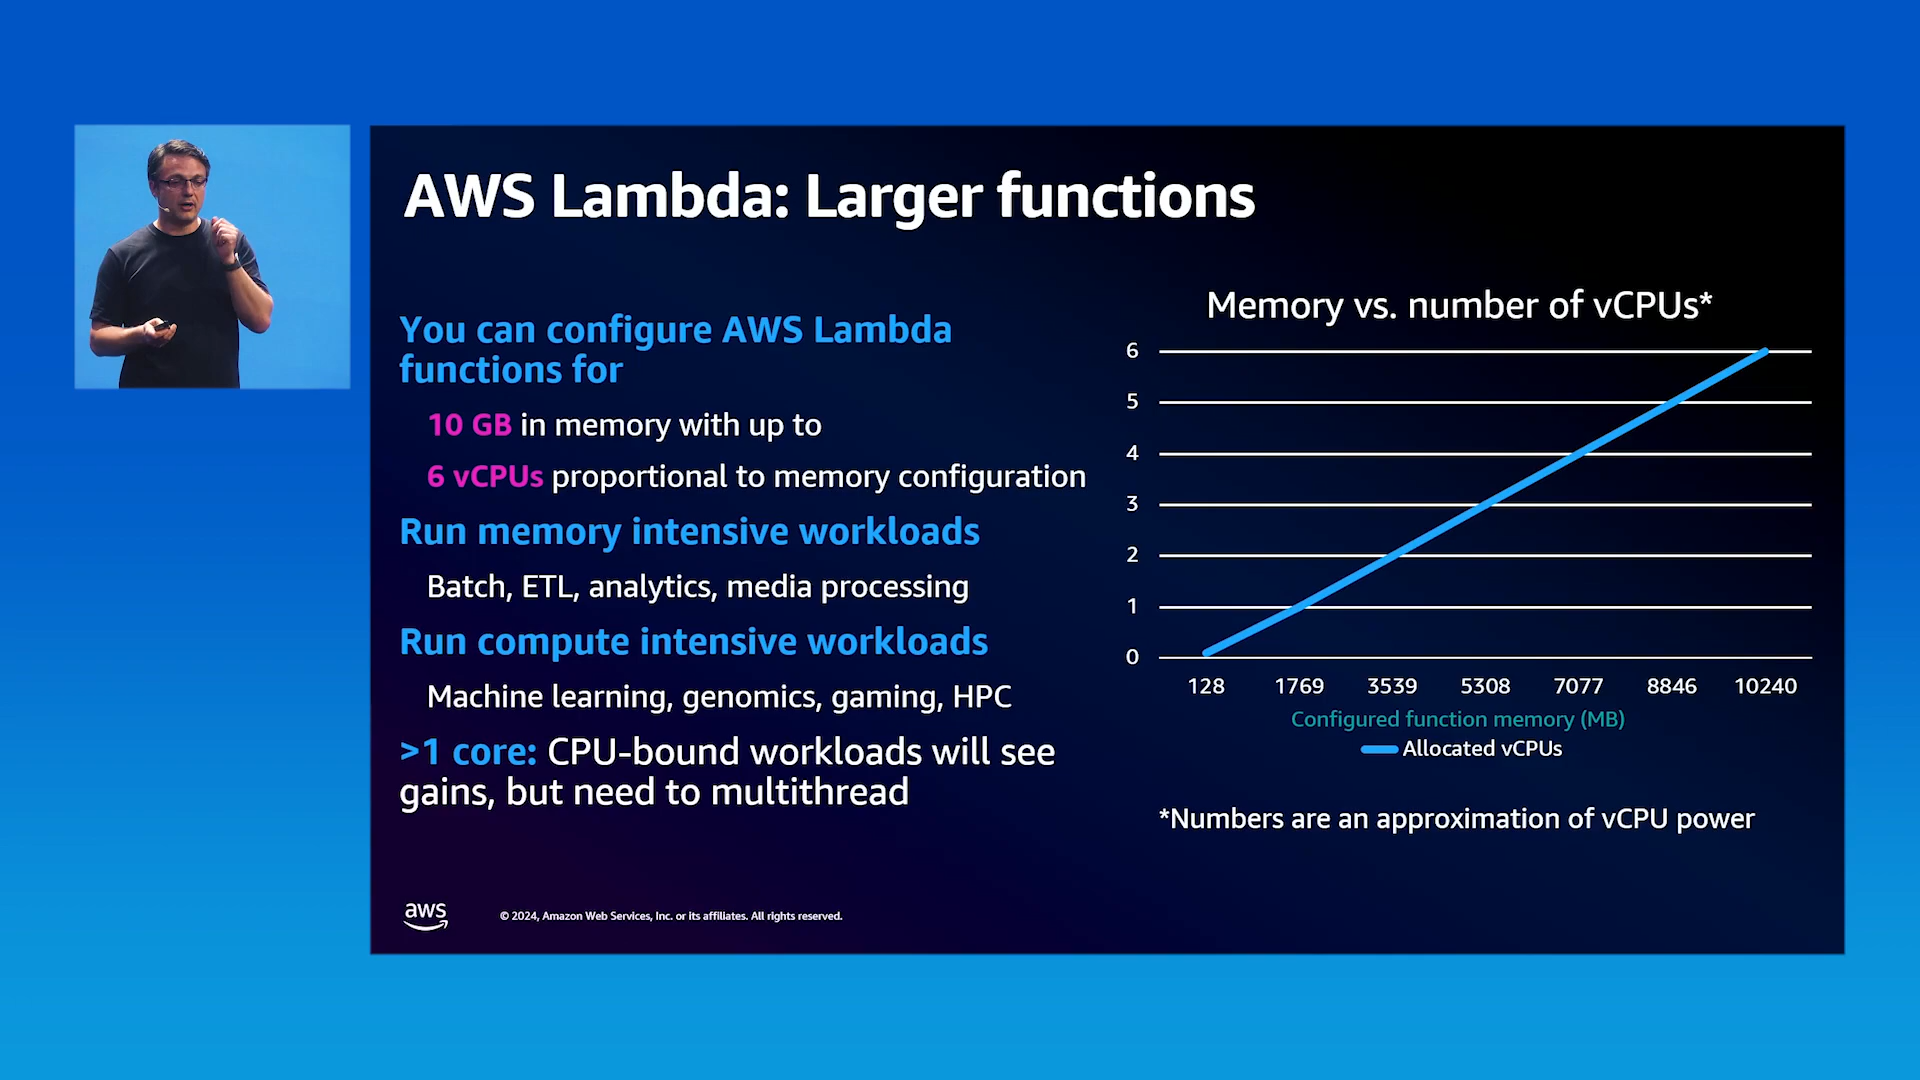 AWS Lambda: Larger functions
You can configure AWS Lambda
functions for
10 GB in memory with up to
6 vCPUs proportional to memory configuration
Run memory intensive workloads
Batch, ETL, analytics, media processing
Run compute intensive workloads
Machine learning, genomics, gaming, HPC
>1 core: CPU-bound workloads will see
gains, but need to multithread
Memory vs. number of vCPUs*
6
5
4
3
2
1
0
128 1769 3539 5308 7077 8846 10240
Configured function memory (MB)
Allocated vCPUs
*Numbers are an approximation of vCPU power
aws
© 2024, Amazon Web Services, Inc. or its affiliates. All rights reserved.